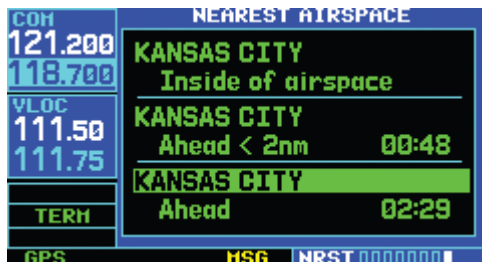 COM
NEAREST AIRSPACE
121.200
118.700
KANSAS CITY
Inside of airspace
VLOC
111.50
111.75
KANSAS CITY
Ahead < 2nm 00:48
KANSAS CITY
Ahead 02:29
TERM
GPS MSG NRST